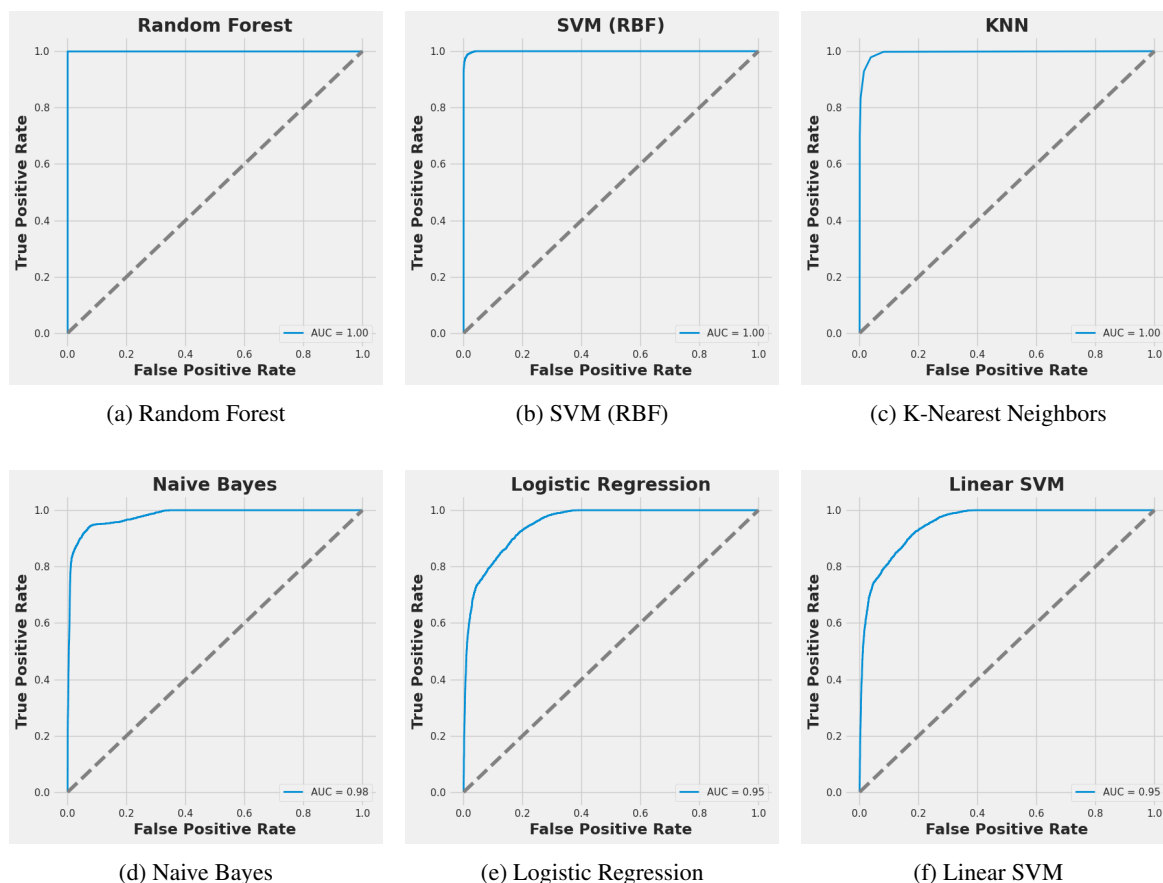 Random Forest
1.0
0.8
0.6
0.4
0.2
0.0
True Positive Rate
AUC = 1.00
0.0 0.2 0.4 0.6 0.8 1.0
False Positive Rate
(a) Random Forest
SVM (RBF)
1.0
0.8
0.6
0.4
0.2
0.0
True Positive Rate
AUC = 1.00
0.0 0.2 0.4 0.6 0.8 1.0
False Positive Rate
(b) SVM (RBF)
KNN
1.0
0.8
0.6
0.4
0.2
0.0
True Positive Rate
AUC = 1.00
0.0 0.2 0.4 0.6 0.8 1.0
False Positive Rate
(c) K-Nearest Neighbors
Naive Bayes
1.0
0.8
0.6
0.4
0.2
0.0
True Positive Rate
AUC = 0.98
0.0 0.2 0.4 0.6 0.8 1.0
False Positive Rate
(d) Naive Bayes
Logistic Regression
1.0
0.8
0.6
0.4
0.2
0.0
True Positive Rate
AUC = 0.95
0.0 0.2 0.4 0.6 0.8 1.0
False Positive Rate
(e) Logistic Regression
Linear SVM
1.0
0.8
0.6
0.4
0.2
0.0
True Positive Rate
AUC = 0.95
0.0 0.2 0.4 0.6 0.8 1.0
False Positive Rate
(f) Linear SVM